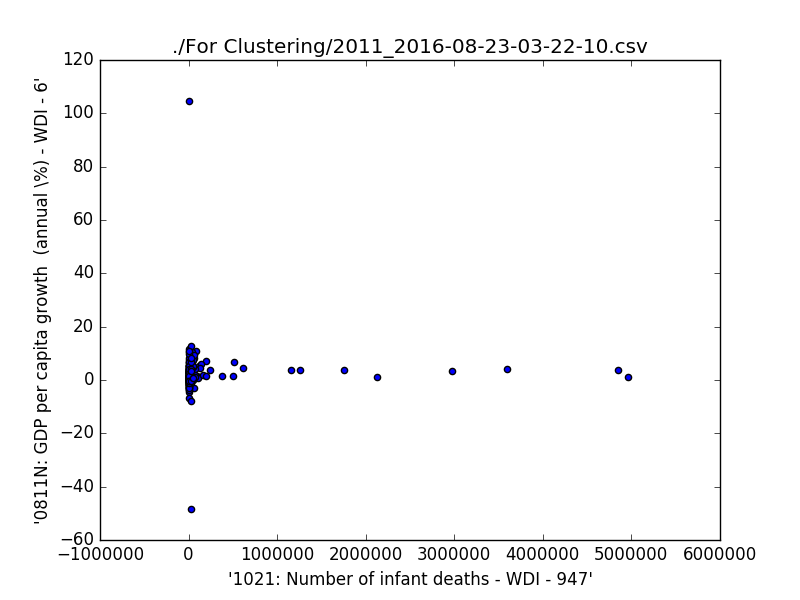 ./For Clustering/2011_2016-08-23-03-22-10.csv
120
100
80
60
40
20
0
−20
−40
−60
'0811N: GDP per capita growth  (annual \%) - WDI - 6'
−1000000 0 1000000 2000000 3000000 4000000 5000000 6000000
'1021: Number of infant deaths - WDI - 947'